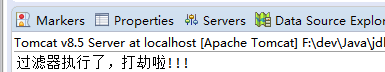 Markers Properties Servers Data Source Explor
Tomcat v8.5 Server at localhost [Apache Tomcat] F:\dev\Java\jdl
过滤器执行了，打劫啦!!!